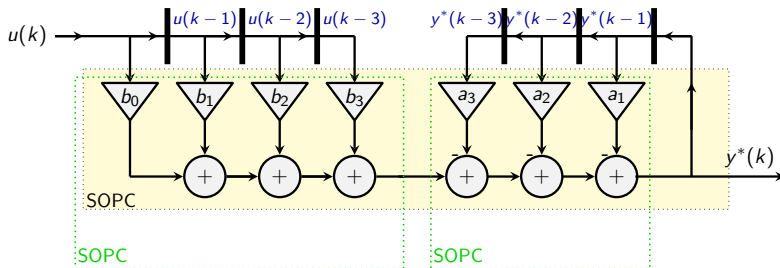 u(k−1) u(k−2) u(k−3) y*(k−3) y*(k−2) y*(k−1)
u(k)
b₀ b₁ b₂ b₃ a₃ a₂ a₁
- - -
+ + + + + +
y*(k)
SOPC
SOPC SOPC